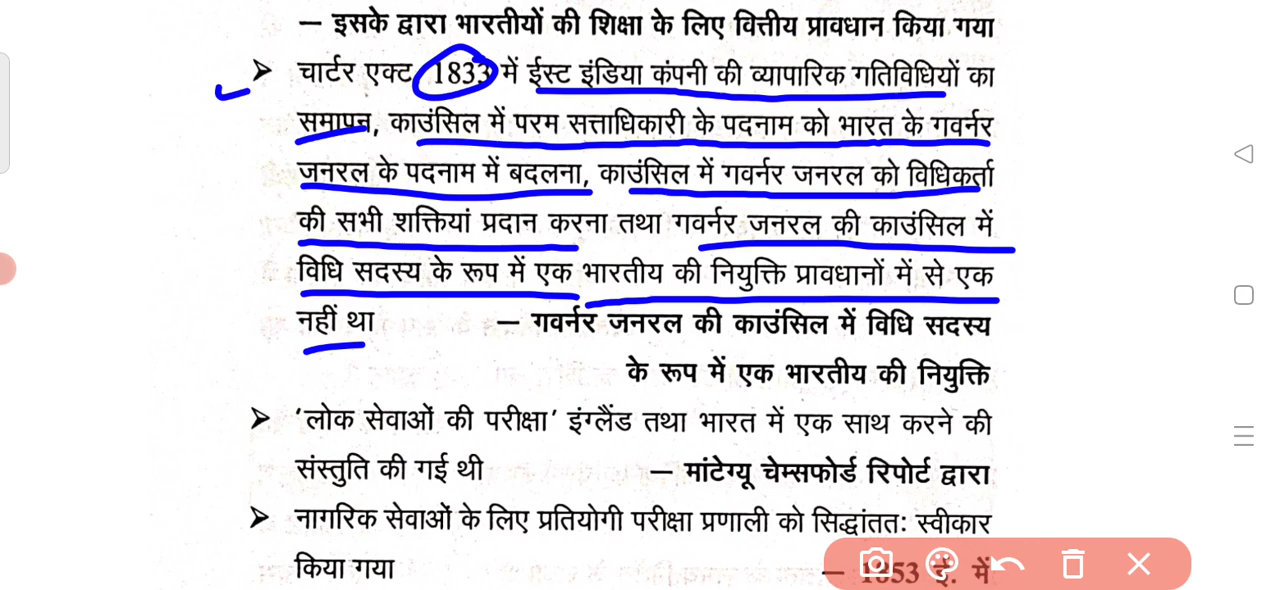 — इसके द्वारा भारतीयों की शिक्षा के लिए वित्तीय प्रावधान किया गया
➤ चार्टर एक्ट 1833 में ईस्ट इंडिया कंपनी की व्यापारिक गतिविधियों का
समापन, काउंसिल में परम सत्ताधिकारी के पदनाम को भारत के गवर्नर
जनरल के पदनाम में बदलना, काउंसिल में गवर्नर जनरल को विधिकर्ता
की सभी शक्तियां प्रदान करना तथा गवर्नर जनरल की काउंसिल में
विधि सदस्य के रूप में एक भारतीय की नियुक्ति प्रावधानों में से एक
नहीं था — गवर्नर जनरल की काउंसिल में विधि सदस्य
के रूप में एक भारतीय की नियुक्ति
➤ ‘लोक सेवाओं की परीक्षा’ इंग्लैंड तथा भारत में एक साथ करने की
संस्तुति की गई थी — मांटेग्यू चेम्सफोर्ड रिपोर्ट द्वारा
➤ नागरिक सेवाओं के लिए प्रतियोगी परीक्षा प्रणाली को सिद्धांततः स्वीकार
किया गया — 1853 ई. में